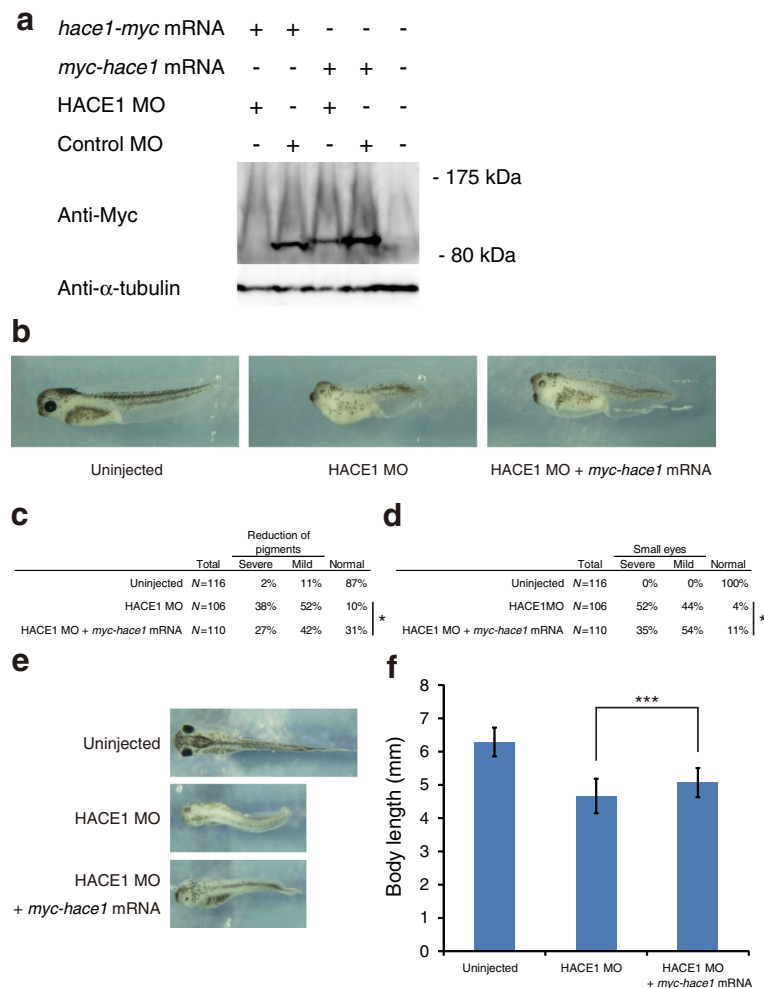 a
hace1-myc mRNA + + - - -
myc-hace1 mRNA - - + + -
HACE1 MO + - + - -
Control MO - + - + -
- 175 kDa
Anti-Myc
- 80 kDa
Anti-α-tubulin
b
Uninjected HACE1 MO HACE1 MO + myc-hace1 mRNA
c
Reduction of
pigments
Total Severe Mild Normal
Uninjected N=116 2% 11% 87%
HACE1 MO N=106 38% 52% 10%
*
HACE1 MO + myc-hace1 mRNA N=110 27% 42% 31%
d
Small eyes
Total Severe Mild Normal
Uninjected N=116 0% 0% 100%
HACE1MO N=106 52% 44% 4%
*
HACE1 MO + myc-hace1 mRNA N=110 35% 54% 11%
e
Uninjected
HACE1 MO
HACE1 MO
+ myc-hace1 mRNA
f
Body length (mm)
8
7
6
5
4
3
2
1
0
***
Uninjected HACE1 MO HACE1 MO
+ myc-hace1 mRNA